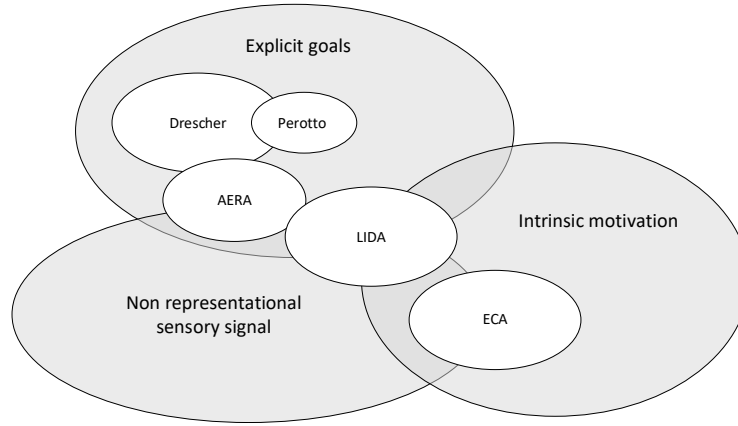 Explicit goals
Drescher
Perotto
AERA
LIDA
Intrinsic motivation
Non representational
sensory signal
ECA